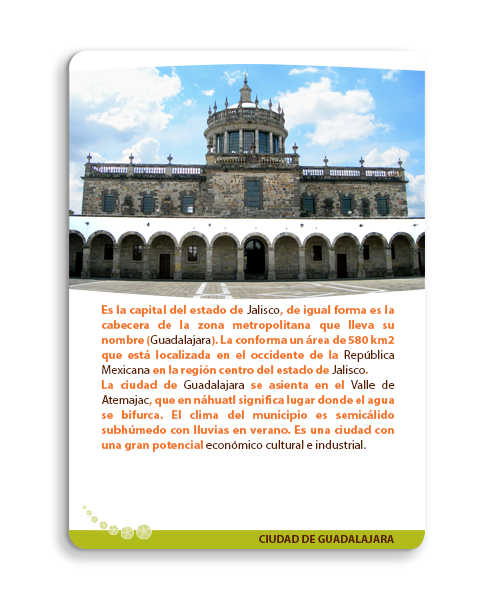 Es la capital del estado de Jalisco, de igual forma es la
cabecera de la zona metropolitana que lleva su
nombre (Guadalajara). La conforma un área de 580 km2
que está localizada en el occidente de la República
Mexicana en la región centro del estado de Jalisco.
La ciudad de Guadalajara se asienta en el Valle de
Atemajac, que en náhuatl significa lugar donde el agua
se bifurca. El clima del municipio es semicálido
subhúmedo con lluvias en verano. Es una ciudad con
una gran potencial económico cultural e industrial.
CIUDAD DE GUADALAJARA